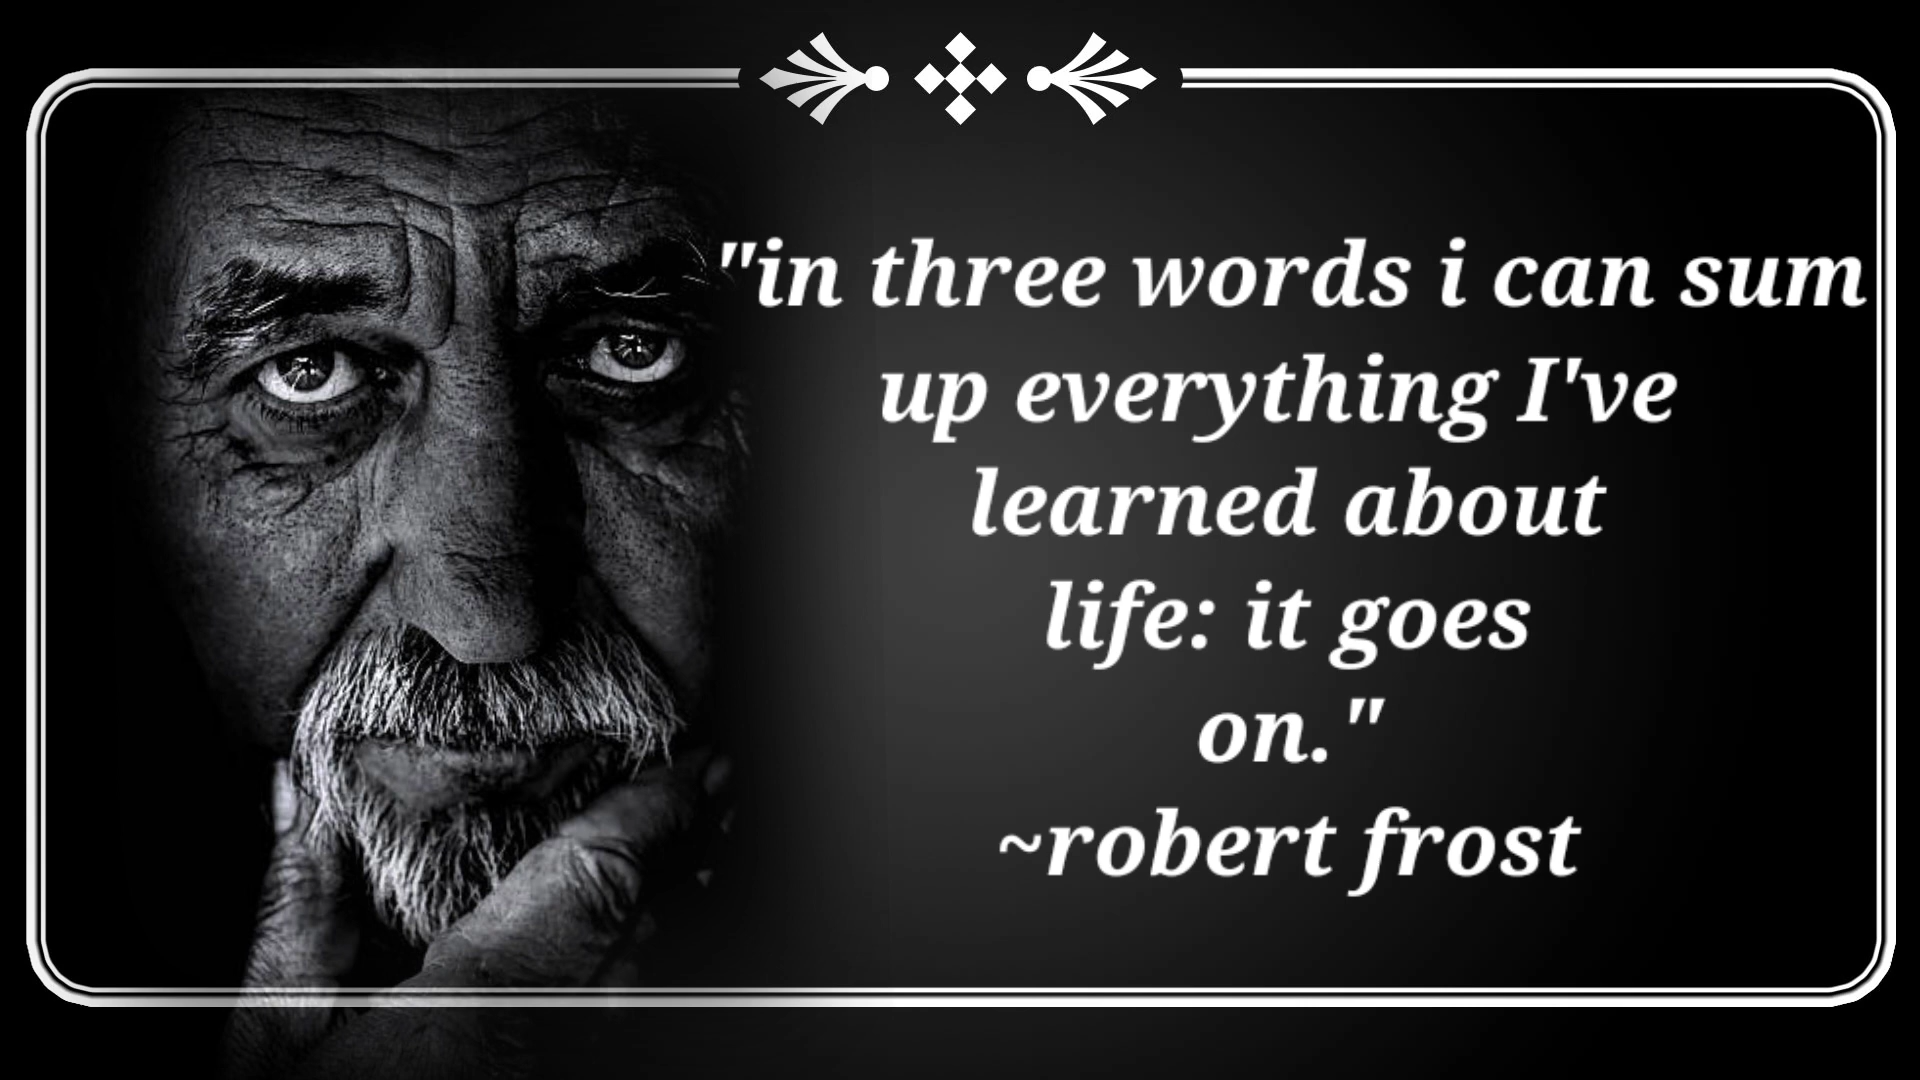 "in three words i can sum
up everything I've
learned about
life: it goes
on."
~robert frost